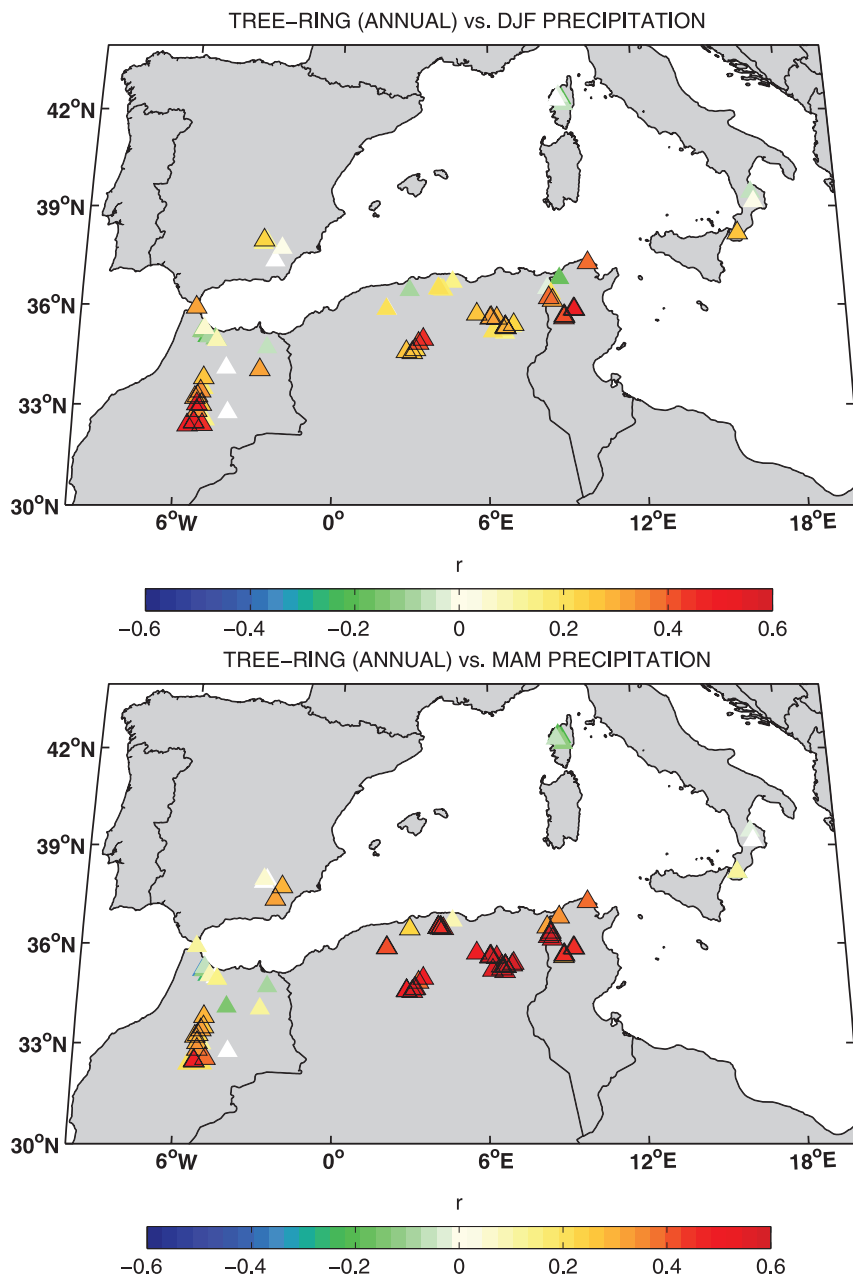 TREE−RING (ANNUAL) vs. DJF PRECIPITATION
42°N
39°N
36°N
33°N
30°N
6°W 0° 6°E 12°E 18°E
r
−0.6 −0.4 −0.2 0 0.2 0.4 0.6
TREE−RING (ANNUAL) vs. MAM PRECIPITATION
42°N
39°N
36°N
33°N
30°N
6°W 0° 6°E 12°E 18°E
r
−0.6 −0.4 −0.2 0 0.2 0.4 0.6